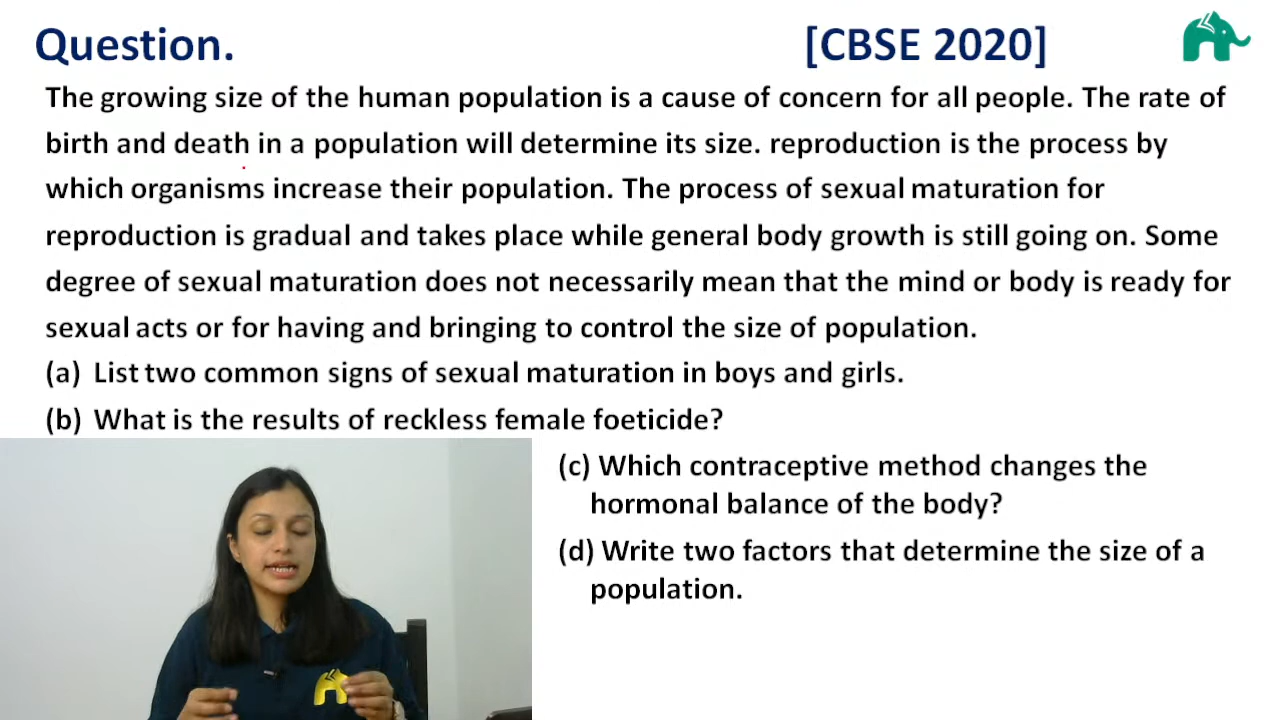 Question.
[CBSE 2020]
The growing size of the human population is a cause of concern for all people. The rate of
birth and death in a population will determine its size. reproduction is the process by
which organisms increase their population. The process of sexual maturation for
reproduction is gradual and takes place while general body growth is still going on. Some
degree of sexual maturation does not necessarily mean that the mind or body is ready for
sexual acts or for having and bringing to control the size of population.
(a) List two common signs of sexual maturation in boys and girls.
(b) What is the results of reckless female foeticide?
(c) Which contraceptive method changes the
hormonal balance of the body?
(d) Write two factors that determine the size of a
population.